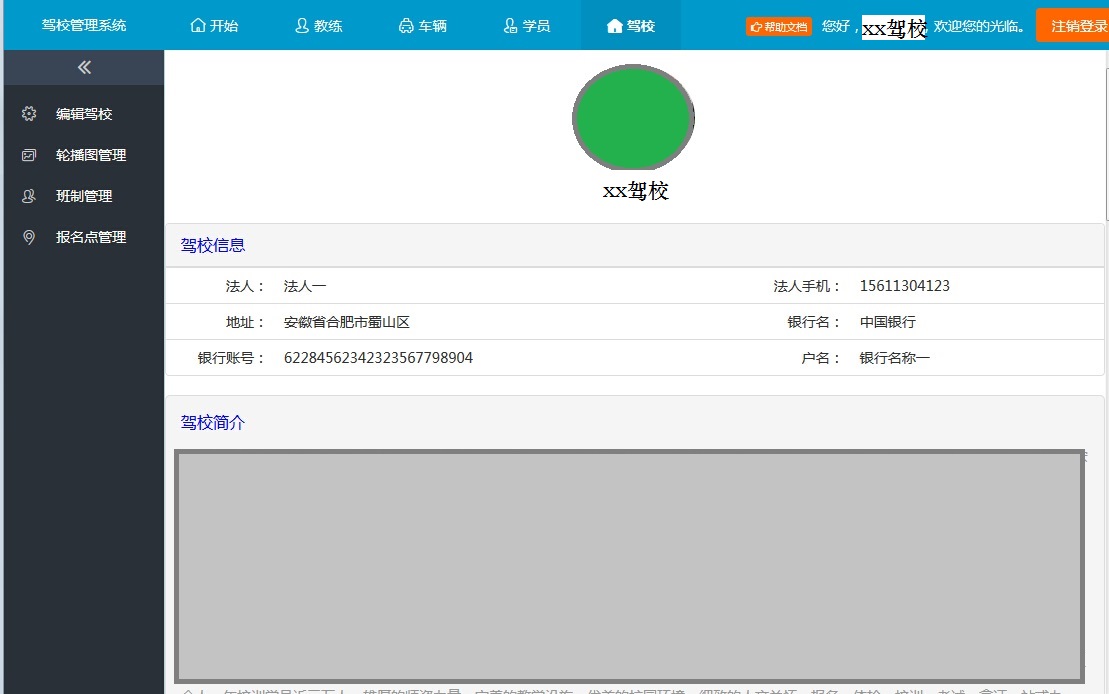 驾校管理系统 开始 教练 车辆 学员 驾校 帮助文档 您好， xx驾校 欢迎您的光临。 注销登录
编辑驾校
轮播图管理
班制管理
报名点管理
xx驾校
驾校信息
法人： 法人一 法人手机： 15611304123
地址： 安徽省合肥市蜀山区 银行名： 中国银行
银行账号： 62284562342323567798904 户名： 银行名称一
驾校简介